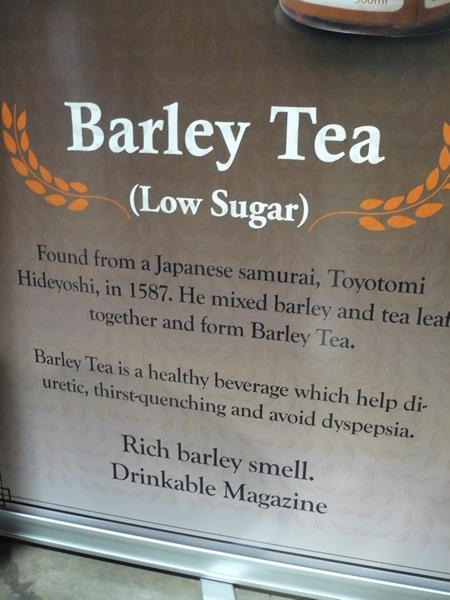 500ml
Barley Tea
(Low Sugar)
Found from a Japanese samurai, Toyotomi
Hideyoshi, in 1587. He mixed barley and tea leaf
together and form Barley Tea.
Barley Tea is a healthy beverage which help di-
uretic, thirst-quenching and avoid dyspepsia.
Rich barley smell.
Drinkable Magazine